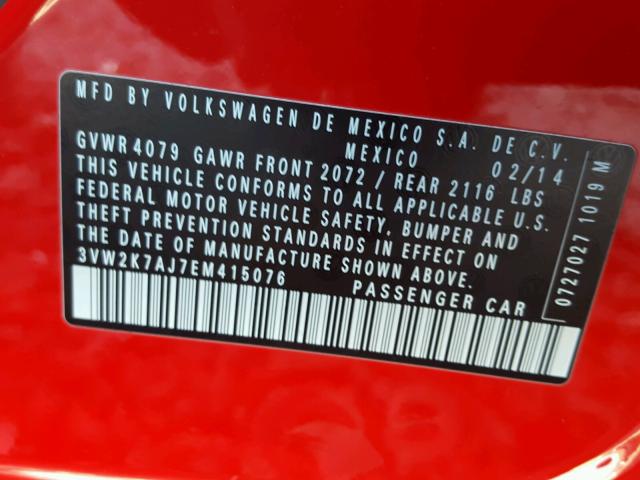 MFD BY VOLKSWAGEN DE MEXICO S.A. DE C.V.
MEXICO 02/14
GVWR4079 GAWR FRONT 2072 / REAR 2116 LBS
THIS VEHICLE CONFORMS TO ALL APPLICABLE U.S.
FEDERAL MOTOR VEHICLE SAFETY, BUMPER AND
THEFT PREVENTION STANDARDS IN EFFECT ON
THE DATE OF MANUFACTURE SHOWN ABOVE.
3VW2K7AJ7EM415076 PASSENGER CAR
0727027 1019 M